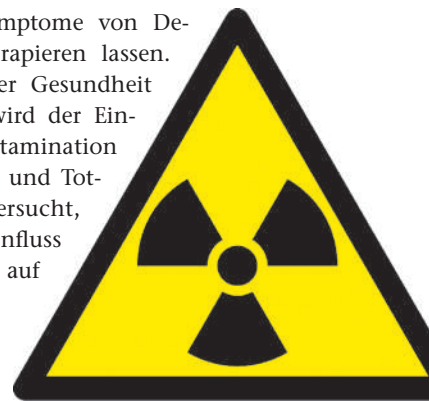 mptome von De-
rapieren lassen.
er Gesundheit
wird der Ein-
tamination
und Tot-
ersucht,
nfluss
auf